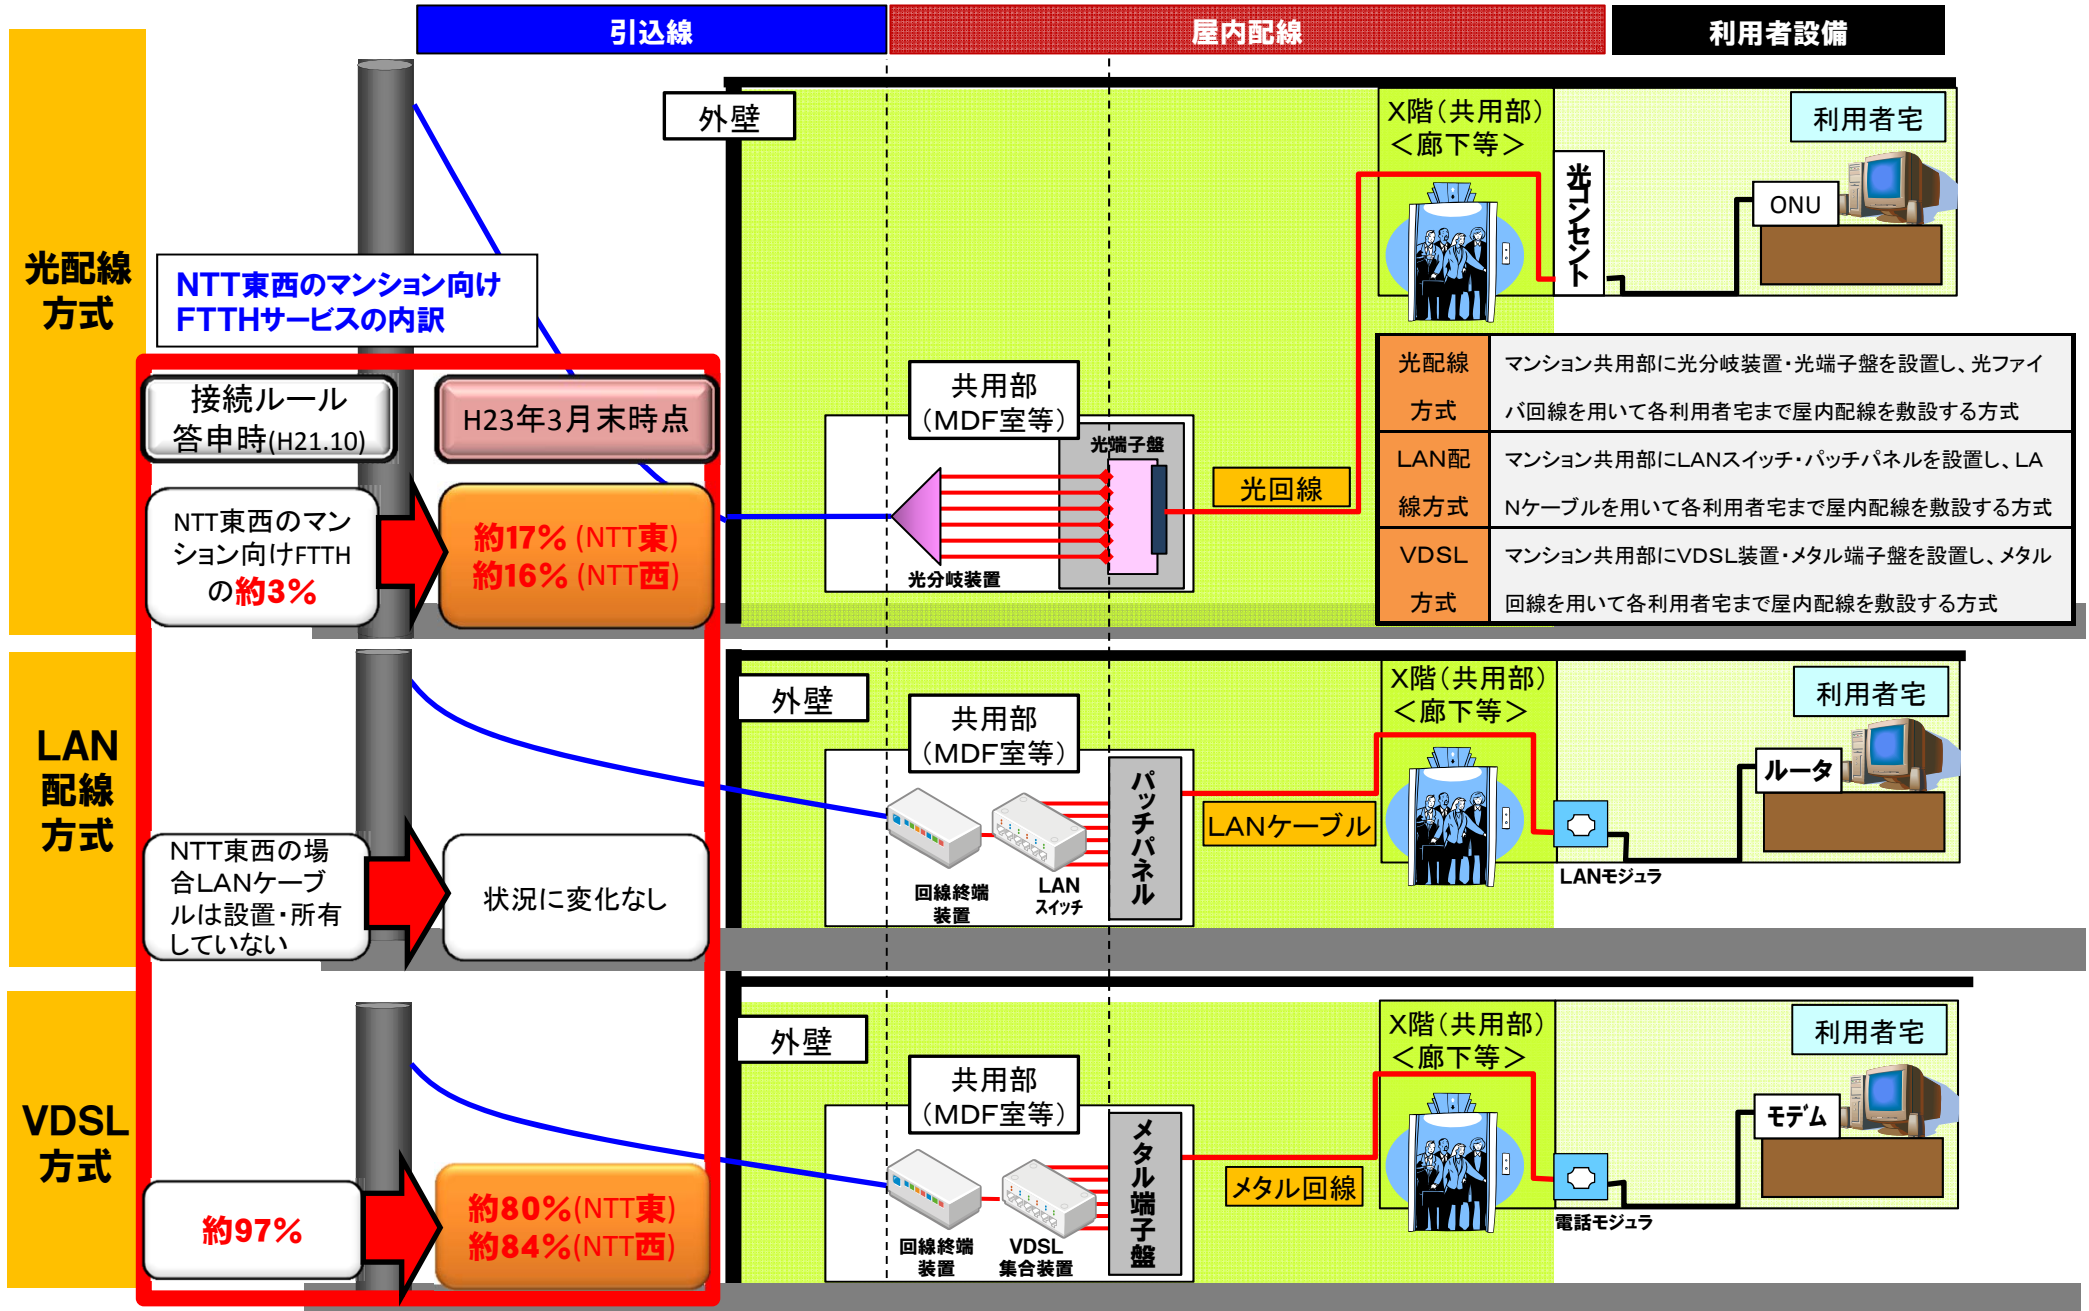 引込線
屋内配線
利用者設備
光配線
方式
外壁
X階(共用部)
<廊下等>
利用者宅
光コンセント
ONU
NTT東西のマンション向け
FTTHサービスの内訳
接続ルール
答申時(H21.10)
H23年3月末時点
NTT東西のマン
ション向けFTTH
の約3%
約17% (NTT東)
約16% (NTT西)
共用部
(MDF室等)
光端子盤
光分岐装置
光回線
光配線
方式
マンション共用部に光分岐装置・光端子盤を設置し、光ファイ
バ回線を用いて各利用者宅まで屋内配線を敷設する方式
LAN配
線方式
マンション共用部にLANスイッチ・パッチパネルを設置し、LA
Nケーブルを用いて各利用者宅まで屋内配線を敷設する方式
VDSL
方式
マンション共用部にVDSL装置・メタル端子盤を設置し、メタル
回線を用いて各利用者宅まで屋内配線を敷設する方式
LAN
配線
方式
外壁
共用部
(MDF室等)
X階(共用部)
<廊下等>
利用者宅
ルータ
パッチパネル
LANケーブル
LANモジュラ
回線終端
装置
LAN
スイッチ
NTT東西の場
合LANケーブ
ルは設置・所有
していない
状況に変化なし
VDSL
方式
外壁
共用部
(MDF室等)
X階(共用部)
<廊下等>
利用者宅
モデム
メタル端子盤
メタル回線
電話モジュラ
回線終端
装置
VDSL
集合装置
約97%
約80%(NTT東)
約84%(NTT西)